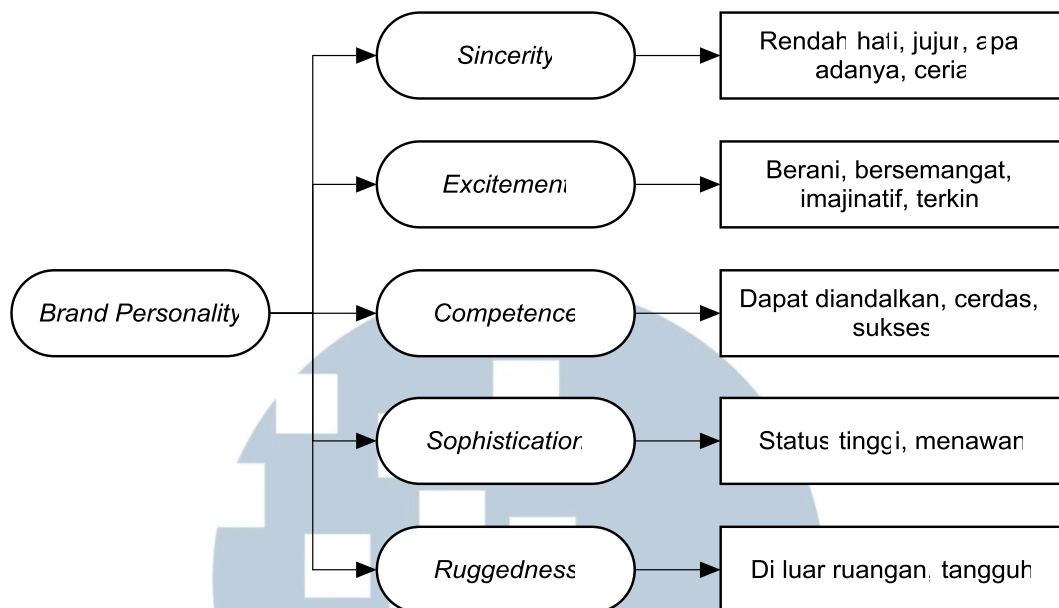 Sincerity
Rendah hati, jujur, apa
adanya, ceria
Excitement
Berani, bersemangat,
imajinatif, terkin
Brand Personality
Competence
Dapat diandalkan, cerdas,
sukses
Sophistication
Status tinggi, menawan
Ruggedness
Di luar ruangan, tangguh